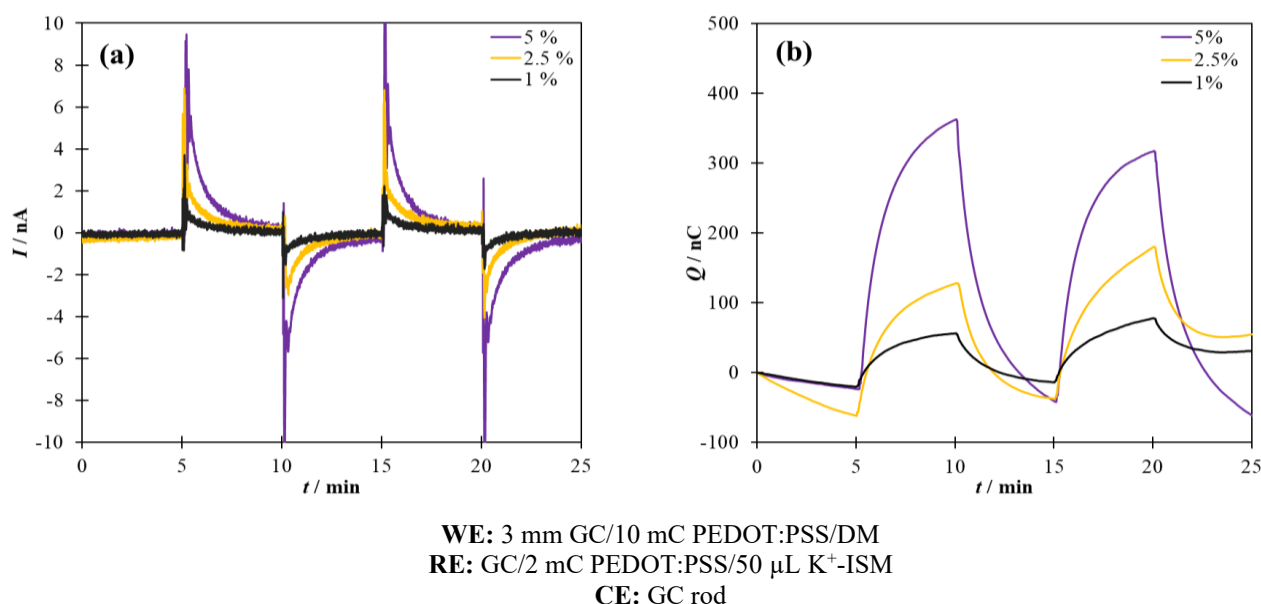 (a)
5 %
2.5 %
1 %
I / nA
10
8
6
4
2
0
-2
-4
-6
-8
-10
0 5 10 15 20 25
t / min
(b)
5%
2.5%
1%
Q / nC
500
400
300
200
100
0
-100
0 5 10 15 20 25
t / min
WE: 3 mm GC/10 mC PEDOT:PSS/DM
RE: GC/2 mC PEDOT:PSS/50 µL K⁺-ISM
CE: GC rod